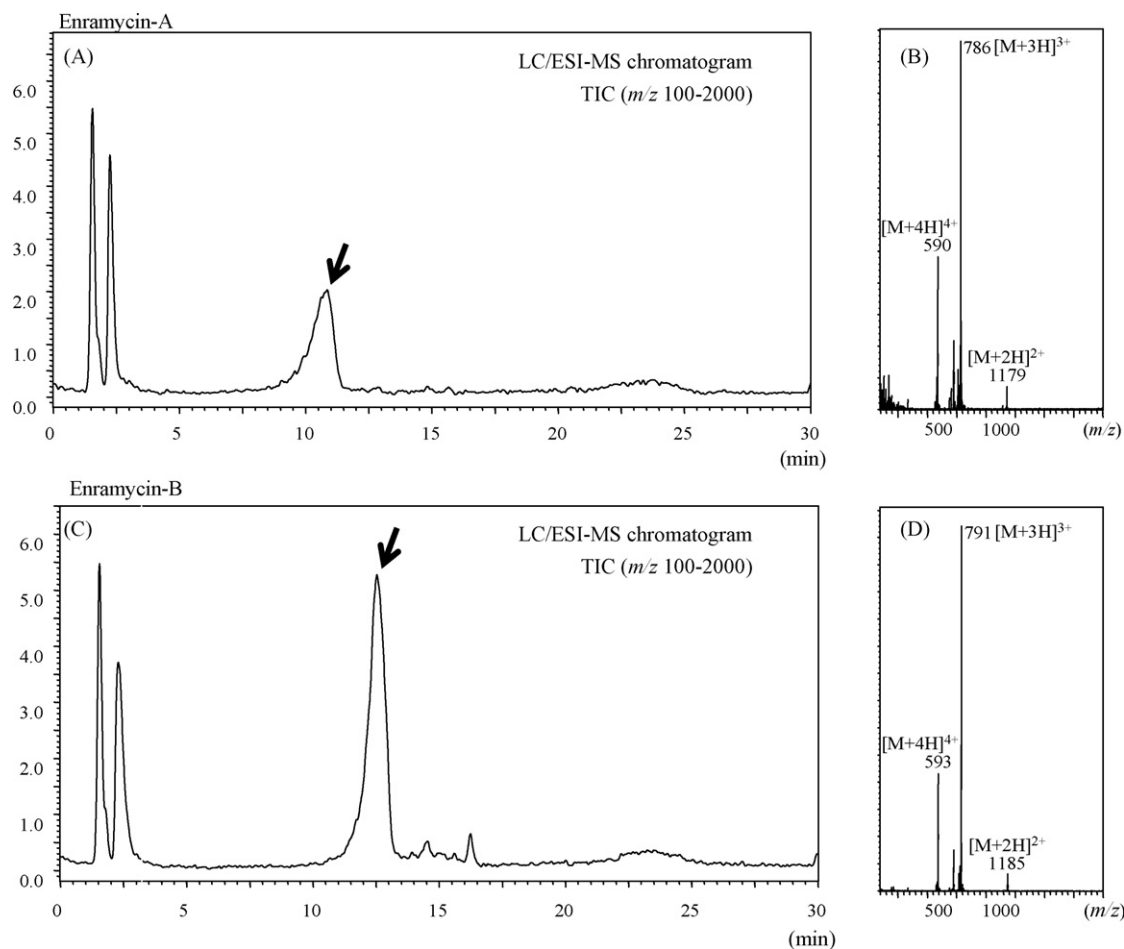 Enramycin-A
(A)
LC/ESI-MS chromatogram
TIC (m/z 100-2000)
6.0
5.0
4.0
3.0
2.0
1.0
0.0
0 5 10 15 20 25 30
(min)
(B)
786 [M+3H]³⁺
[M+4H]⁴⁺
590
[M+2H]²⁺
1179
500 1000 (m/z)
Enramycin-B
(C)
LC/ESI-MS chromatogram
TIC (m/z 100-2000)
6.0
5.0
4.0
3.0
2.0
1.0
0.0
0 5 10 15 20 25 30
(min)
(D)
791 [M+3H]³⁺
[M+4H]⁴⁺
593
[M+2H]²⁺
1185
500 1000 (m/z)